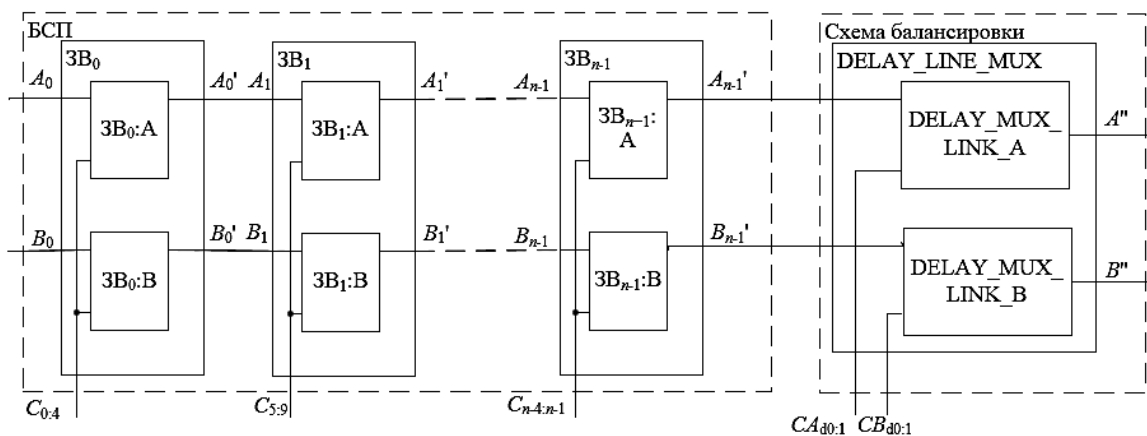 БСП
Схема балансировки
ЗВ0
ЗВ1
ЗВn-1
DELAY_LINE_MUX
A0
A0'
A1
A1'
An-1
An-1'
A''
ЗВ0:А
ЗВ1:А
ЗВn−1:
А
DELAY_MUX_
LINK_A
B0
B0'
B1
B1'
Bn-1
Bn-1'
B''
ЗВ0:В
ЗВ1:В
ЗВn-1:В
DELAY_MUX_
LINK_B
C0:4
C5:9
Cn-4:n-1
CAd0:1
CBd0:1